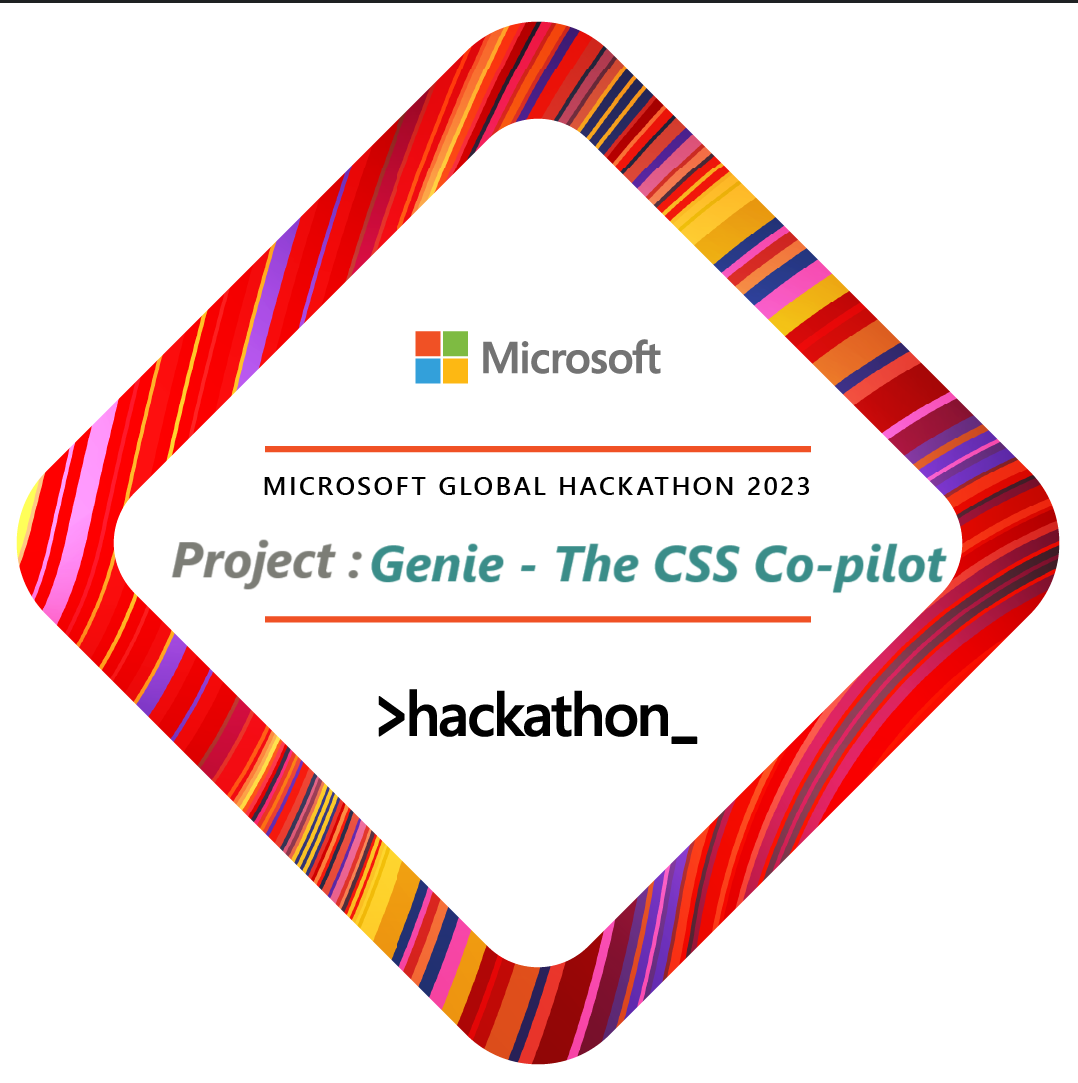 Microsoft
MICROSOFT GLOBAL HACKATHON 2023
Project : Genie - The CSS Co-pilot
>hackathon_